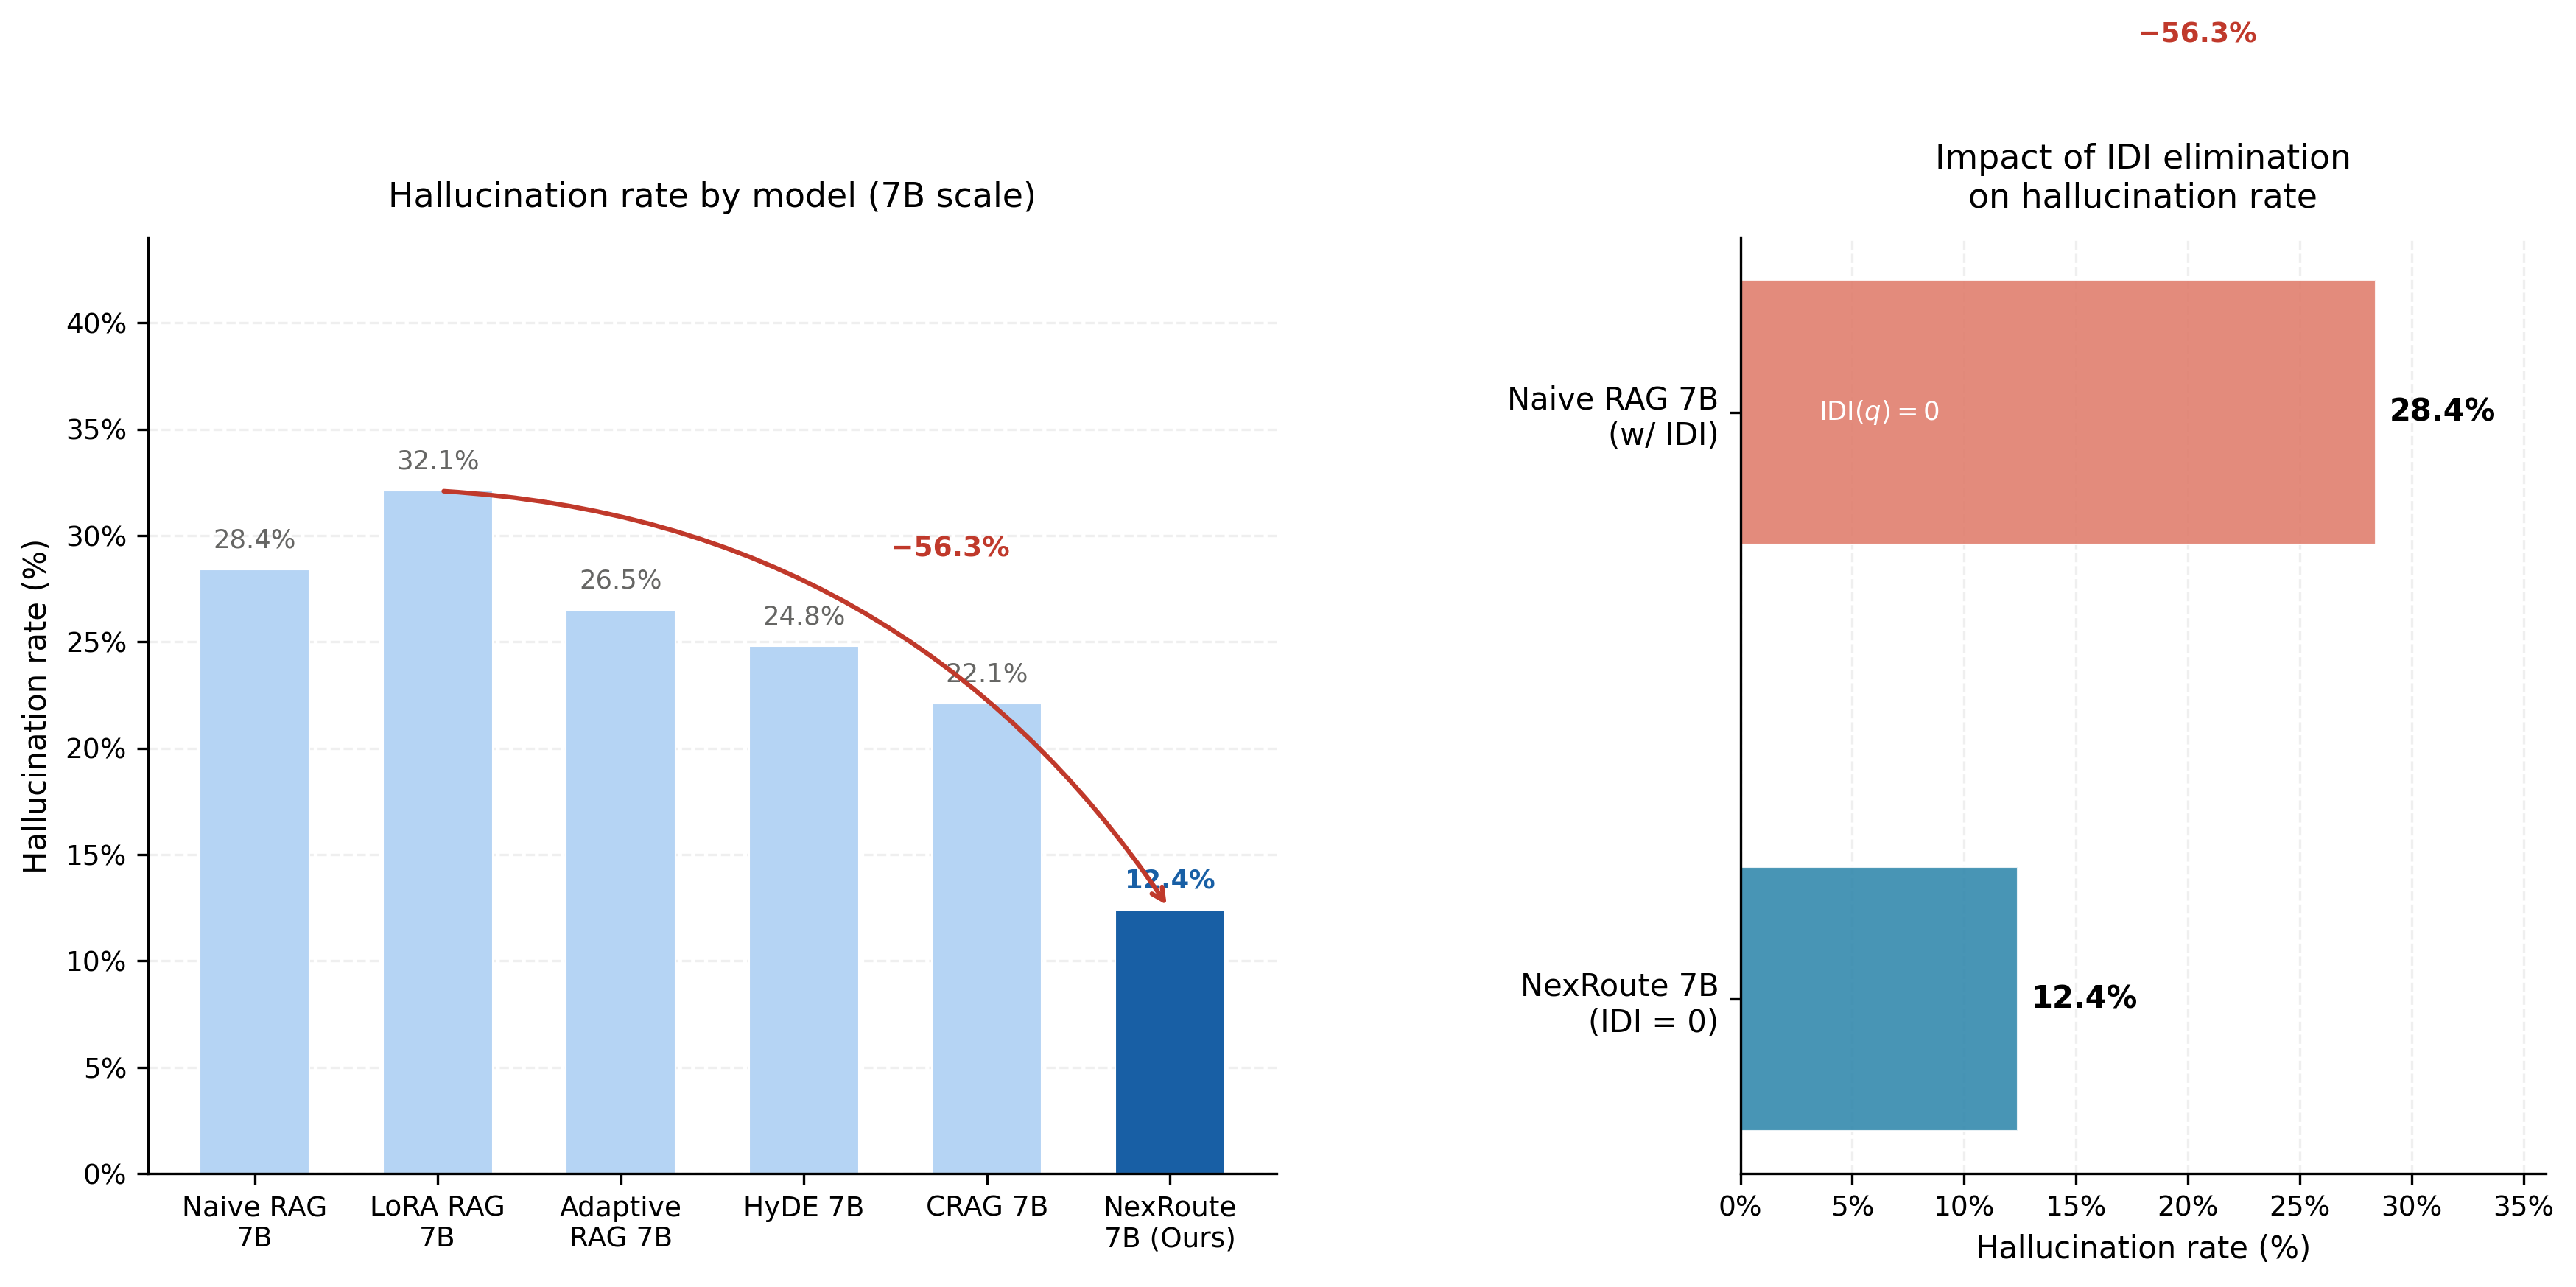 −56.3%
Hallucination rate by model (7B scale)
Hallucination rate (%)
40%
35%
30%
25%
20%
15%
10%
5%
0%
28.4%
32.1%
26.5%
24.8%
22.1%
12.4%
−56.3%
Naive RAG
7B
LoRA RAG
7B
Adaptive
RAG 7B
HyDE 7B
CRAG 7B
NexRoute
7B (Ours)
Impact of IDI elimination
on hallucination rate
Naive RAG 7B
(w/ IDI)
IDI(q) = 0
28.4%
NexRoute 7B
(IDI = 0)
12.4%
0%
5%
10%
15%
20%
25%
30%
35%
Hallucination rate (%)